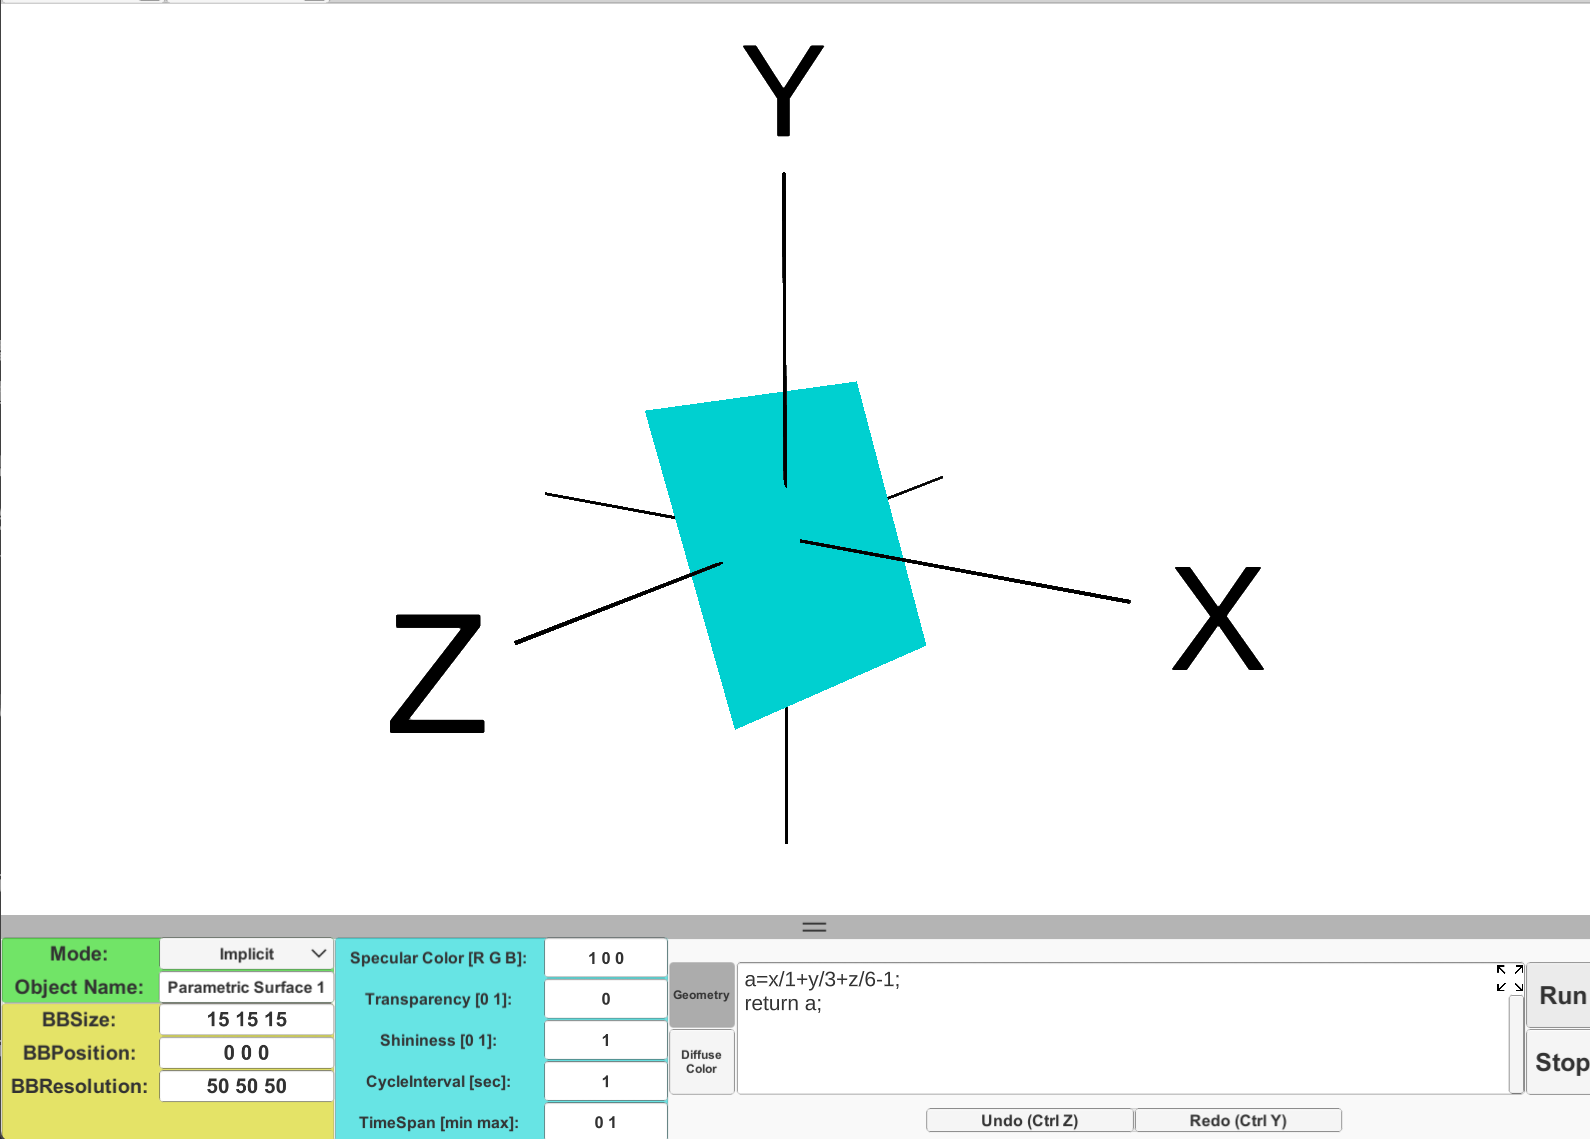 Y
Z
X
Mode:
Implicit
Object Name:
Parametric Surface 1
BBSize:
15 15 15
BBPosition:
0 0 0
BBResolution:
50 50 50
Specular Color [R G B]:
1 0 0
Transparency [0 1]:
0
Shininess [0 1]:
1
CycleInterval [sec]:
1
TimeSpan [min max]:
0 1
Geometry
Diffuse
Color
a=x/1+y/3+z/6-1;
return a;
Run
Stop
Undo (Ctrl Z)
Redo (Ctrl Y)